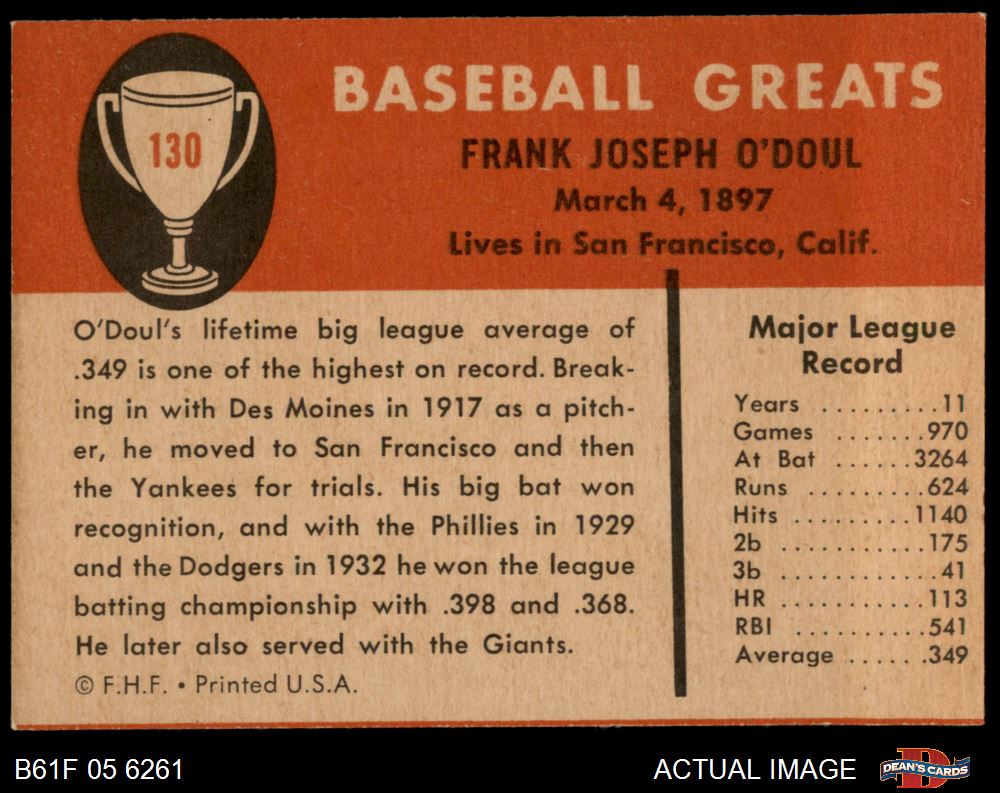 130
BASEBALL GREATS
FRANK JOSEPH O'DOUL
March 4, 1897
Lives in San Francisco, Calif.
O'Doul's lifetime big league average of
.349 is one of the highest on record. Break-
ing in with Des Moines in 1917 as a pitch-
er, he moved to San Francisco and then
the Yankees for trials. His big bat won
recognition, and with the Phillies in 1929
and the Dodgers in 1932 he won the league
batting championship with .398 and .368.
He later also served with the Giants.
© F.H.F. • Printed U.S.A.
Major League
Record
Years .........11
Games .......970
At Bat ......3264
Runs .........624
Hits .........1140
2b ...........175
3b ............41
HR ...........113
RBI ..........541
Average ......349
B61F 05 6261
ACTUAL IMAGE
DEAN'S CARDS